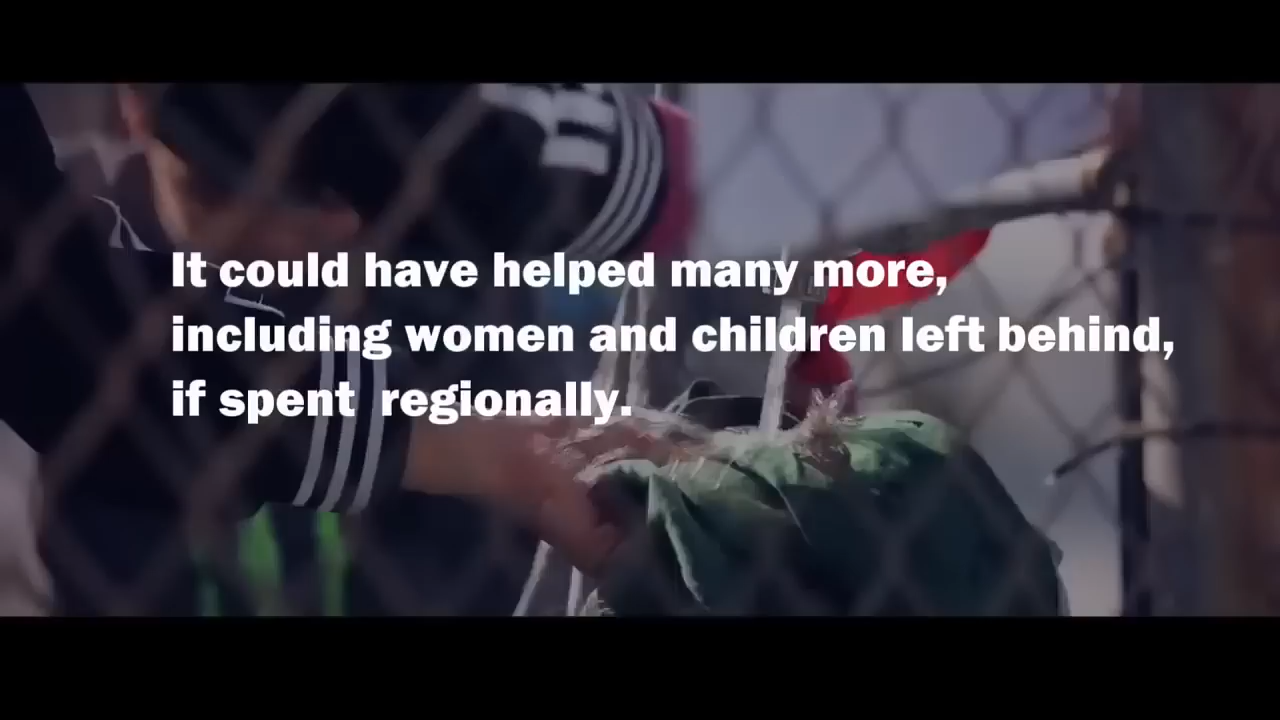 It could have helped many more,
including women and children left behind,
if spent regionally.